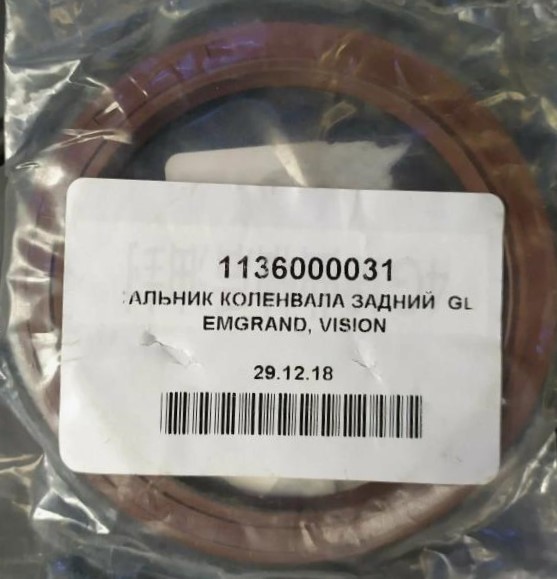 1136000031
АЛЬНИК КОЛЕНВАЛА ЗАДНИЙ GL
EMGRAND, VISION
29.12.18